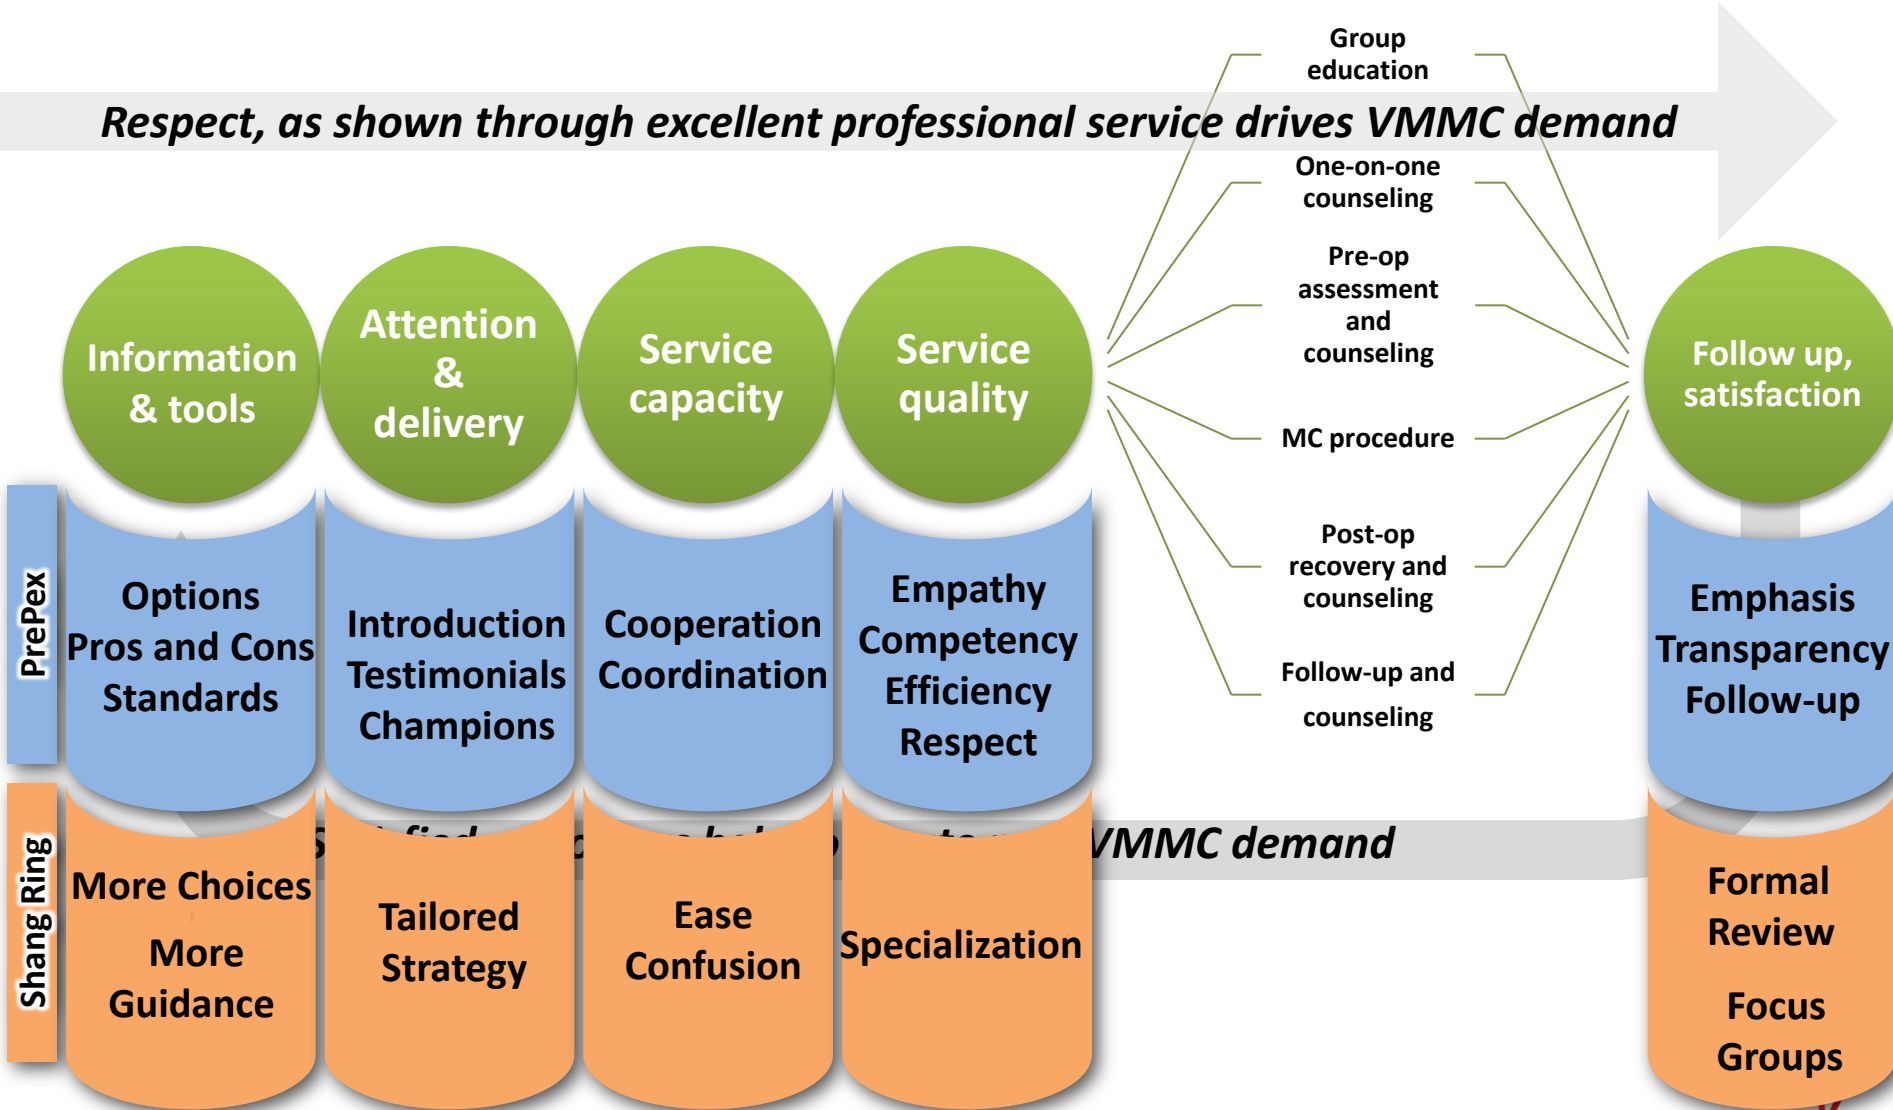 Respect, as shown through excellent professional service drives VMMC demand
Group
education
One-on-one
counseling
Pre-op
assessment
and
counseling
MC procedure
Post-op
recovery and
counseling
Follow-up and
counseling
Information
& tools
Attention
&
delivery
Service
capacity
Service
quality
Follow up,
satisfaction
PrePex
Options
Pros and Cons
Standards
Introduction
Testimonials
Champions
Cooperation
Coordination
Empathy
Competency
Efficiency
Respect
Emphasis
Transparency
Follow-up
VMMC demand
Shang Ring
More Choices
More
Guidance
Tailored
Strategy
Ease
Confusion
Specialization
Formal
Review
Focus
Groups